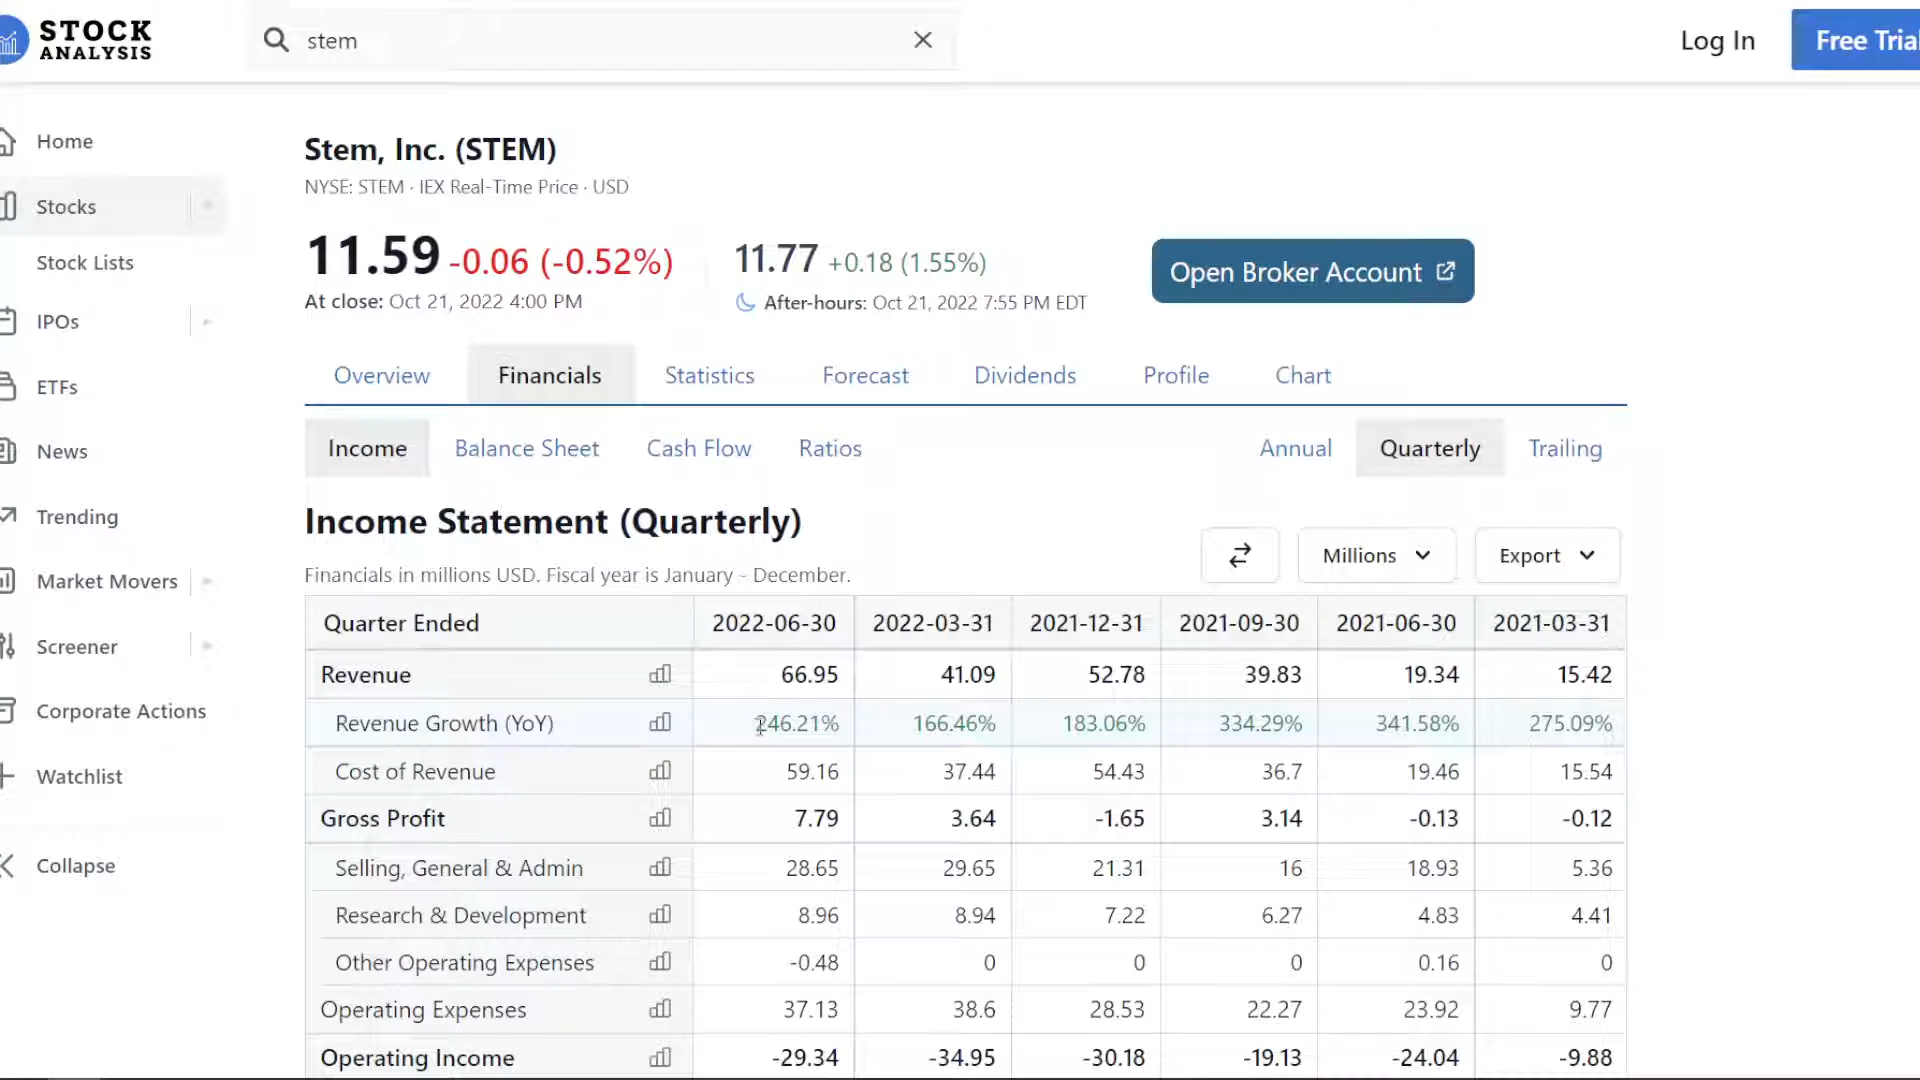 STOCK
ANALYSIS
stem
Log In
Free Trial
Home
Stocks
Stock Lists
IPOs
ETFs
News
Trending
Market Movers
Screener
Corporate Actions
Watchlist
Collapse
Stem, Inc. (STEM)
NYSE: STEM · IEX Real-Time Price · USD
11.59 -0.06 (-0.52%)
At close: Oct 21, 2022 4:00 PM
11.77 +0.18 (1.55%)
After-hours: Oct 21, 2022 7:55 PM EDT
Open Broker Account
Overview Financials Statistics Forecast Dividends Profile Chart
Income Balance Sheet Cash Flow Ratios Annual Quarterly Trailing
Income Statement (Quarterly)
Financials in millions USD. Fiscal year is January - December.
Millions Export
Quarter Ended 2022-06-30 2022-03-31 2021-12-31 2021-09-30 2021-06-30 2021-03-31
Revenue 66.95 41.09 52.78 39.83 19.34 15.42
Revenue Growth (YoY) 246.21% 166.46% 183.06% 334.29% 341.58% 275.09%
Cost of Revenue 59.16 37.44 54.43 36.7 19.46 15.54
Gross Profit 7.79 3.64 -1.65 3.14 -0.13 -0.12
Selling, General & Admin 28.65 29.65 21.31 16 18.93 5.36
Research & Development 8.96 8.94 7.22 6.27 4.83 4.41
Other Operating Expenses -0.48 0 0 0 0.16 0
Operating Expenses 37.13 38.6 28.53 22.27 23.92 9.77
Operating Income -29.34 -34.95 -30.18 -19.13 -24.04 -9.88